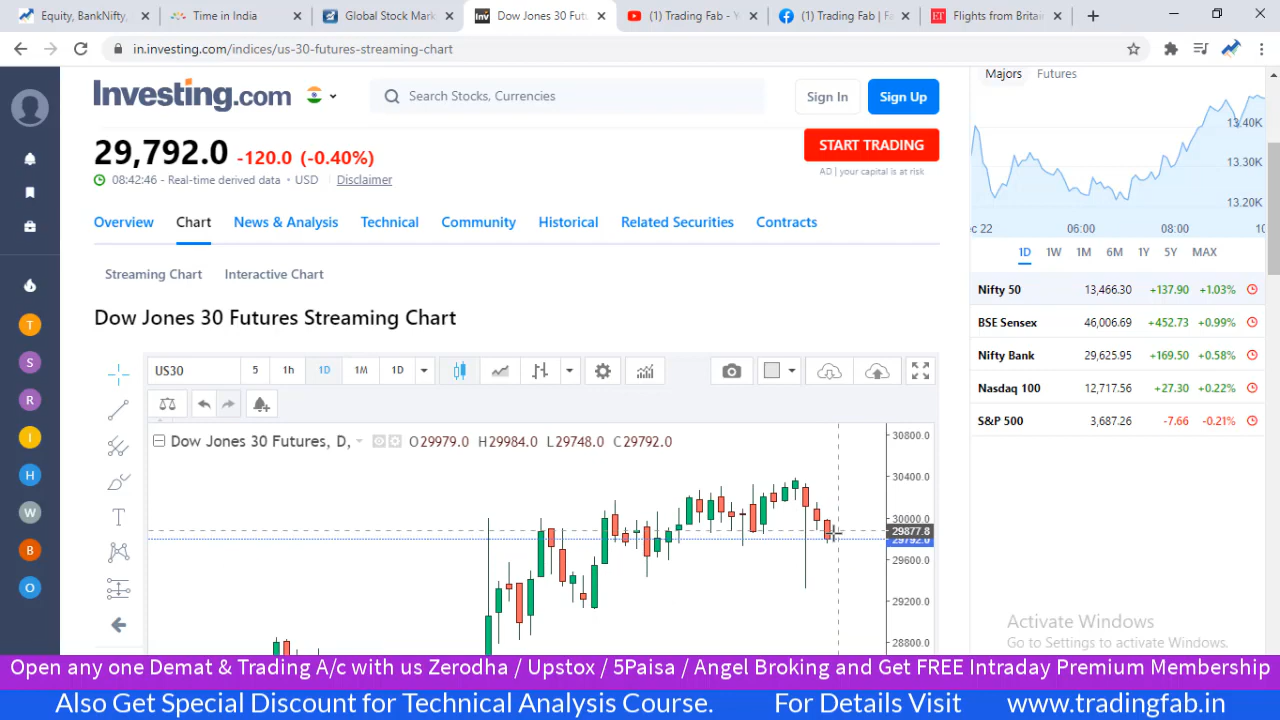 Equity, BankNifty,
Time in India
Global Stock Mark
Inv Dow Jones 30 Futu
(1) Trading Fab - Y
(1) Trading Fab | Fa
ET Flights from Britai
in.investing.com/indices/us-30-futures-streaming-chart
Investing.com
Search Stocks, Currencies
Sign In
Sign Up
29,792.0 -120.0 (-0.40%)
08:42:46 - Real-time derived data • USD Disclaimer
START TRADING
AD | your capital is at risk
Overview Chart News & Analysis Technical Community Historical Related Securities Contracts
Streaming Chart Interactive Chart
Dow Jones 30 Futures Streaming Chart
US30 5 1h 1D 1M 1D
Dow Jones 30 Futures, D, O29979.0 H29984.0 L29748.0 C29792.0
30800.0
30400.0
30000.0
29877.8
29792.0
29600.0
29200.0
28800.0
T
S
R
I
H
W
B
O
T
Majors Futures
13.40K
13.30K
13.20K
c 22 06:00 08:00 10
1D 1W 1M 6M 1Y 5Y MAX
Nifty 50 13,466.30 +137.90 +1.03%
BSE Sensex 46,006.69 +452.73 +0.99%
Nifty Bank 29,625.95 +169.50 +0.58%
Nasdaq 100 12,717.56 +27.30 +0.22%
S&P 500 3,687.26 -7.66 -0.21%
Activate Windows
Go to Settings to activate Windows.
Open any one Demat & Trading A/c with us Zerodha / Upstox / 5Paisa / Angel Broking and Get FREE Intraday Premium Membership
Also Get Special Discount for Technical Analysis Course. For Details Visit www.tradingfab.in